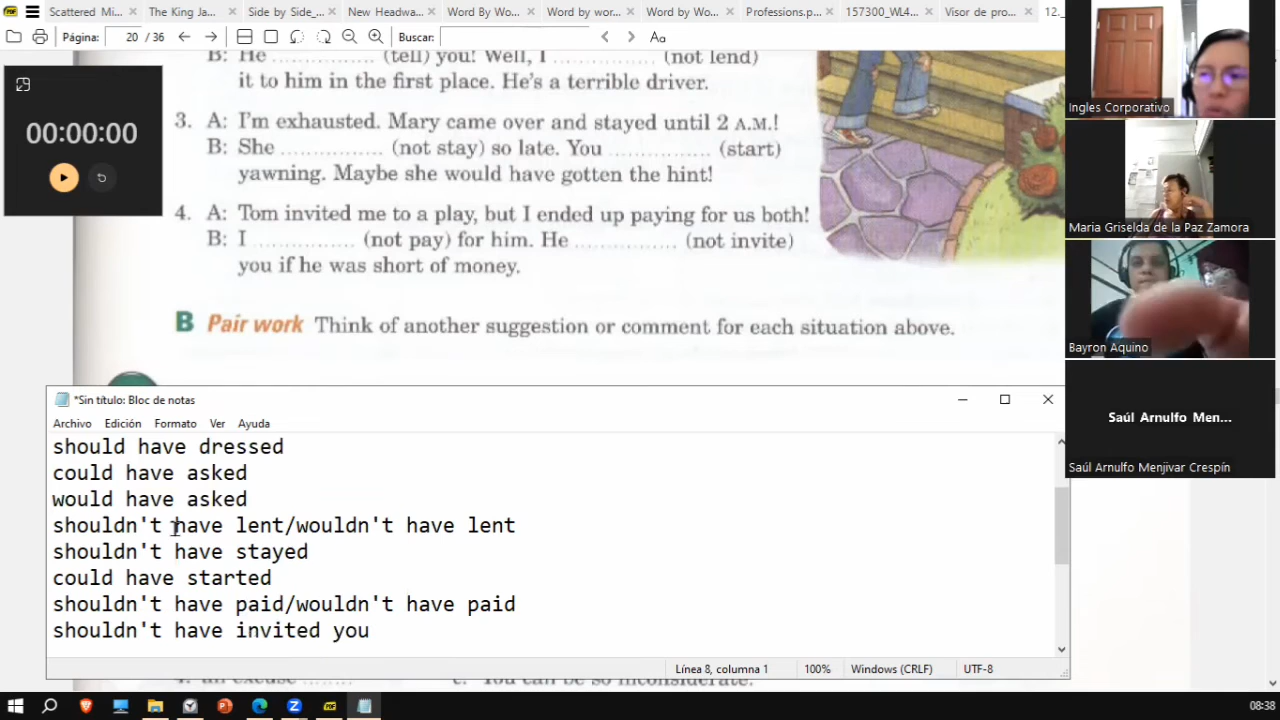 Scattered Mi...
The King Ja...
Side by Side_...
New Headwa...
Word By Wo...
Word by wor...
Word by Wo...
Professions.p...
157300_WL4...
Visor de pro...
12._
Página: 20 / 36
Buscar:
Aa
B: He ............... (tell) you! Well, I ............... (not lend)
it to him in the first place. He's a terrible driver.
3. A: I'm exhausted. Mary came over and stayed until 2 A.M.!
B: She ............... (not stay) so late. You ............... (start)
yawning. Maybe she would have gotten the hint!
4. A: Tom invited me to a play, but I ended up paying for us both!
B: I ............... (not pay) for him. He ............... (not invite)
you if he was short of money.
B Pair work Think of another suggestion or comment for each situation above.
00:00:00
*Sin título: Bloc de notas
Archivo Edición Formato Ver Ayuda
should have dressed
could have asked
would have asked
shouldn't have lent/wouldn't have lent
shouldn't have stayed
could have started
shouldn't have paid/wouldn't have paid
shouldn't have invited you
Línea 8, columna 1 100% Windows (CRLF) UTF-8
Ingles Corporativo
Maria Griselda de la Paz Zamora
Bayron Aquino
Saúl Arnulfo Men...
Saúl Arnulfo Menjivar Crespín
08:38